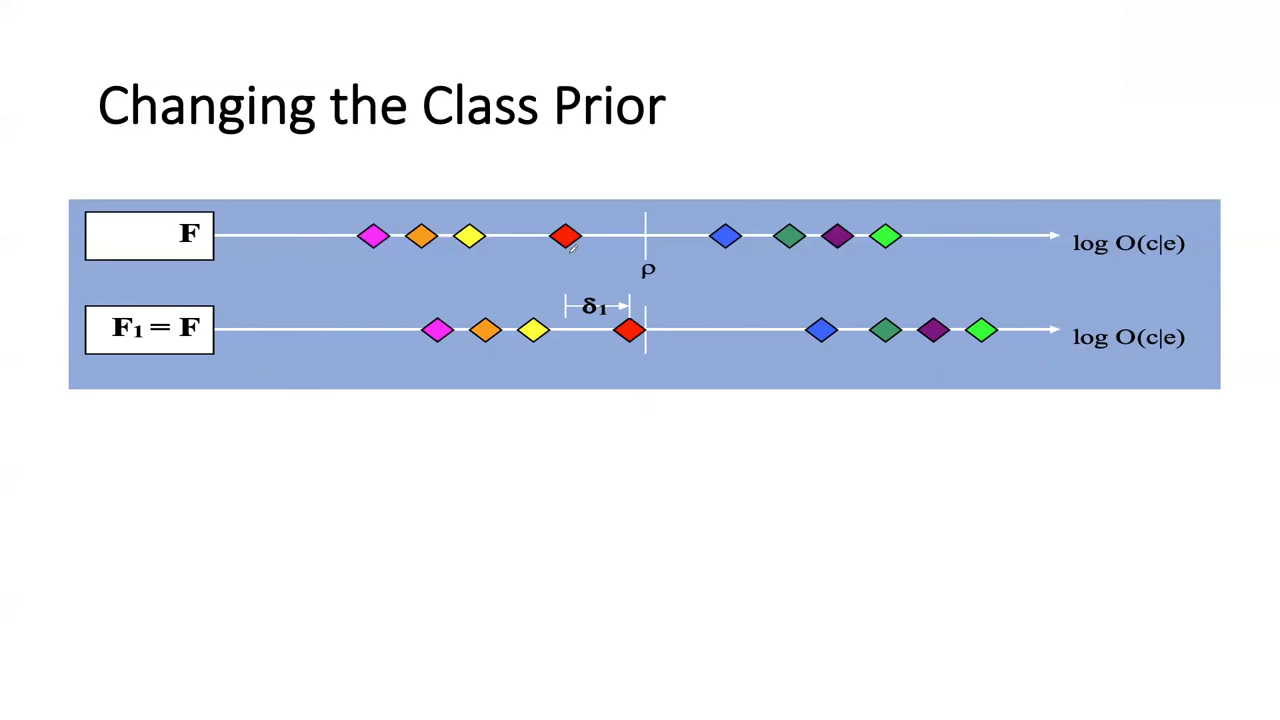 Changing the Class Prior
F
log O(c|e)
ρ
δ₁
F₁ = F
log O(c|e)